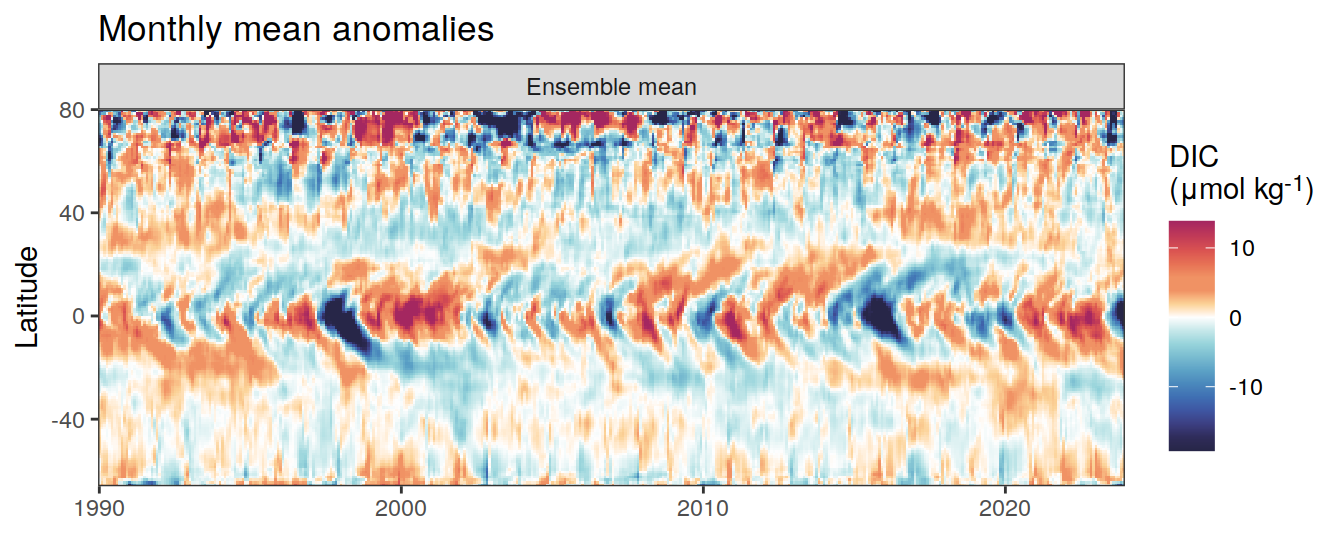 Monthly mean anomalies
Ensemble mean
80
40
0
-40
Latitude
1990
2000
2010
2020
DIC
(μmol kg⁻¹)
10
0
-10